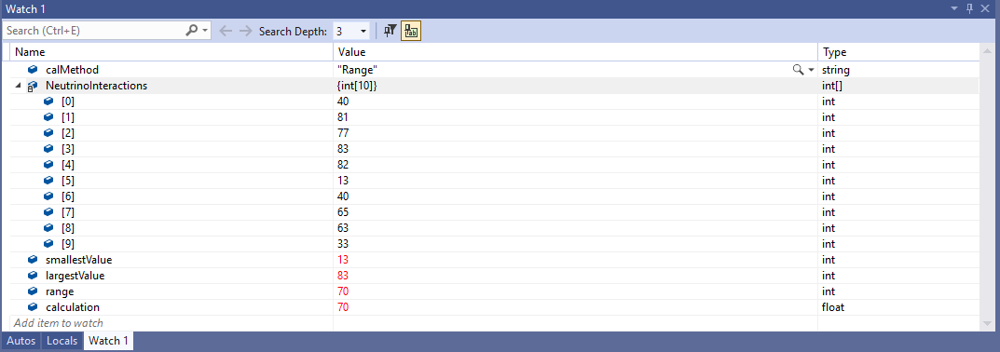 Watch 1
Search (Ctrl+E) Search Depth: 3
Name Value Type
calMethod "Range" string
NeutrinoInteractions {int[10]} int[]
[0] 40 int
[1] 81 int
[2] 77 int
[3] 83 int
[4] 82 int
[5] 13 int
[6] 40 int
[7] 65 int
[8] 63 int
[9] 33 int
smallestValue 13 int
largestValue 83 int
range 70 int
calculation 70 float
Add item to watch
Autos Locals Watch 1